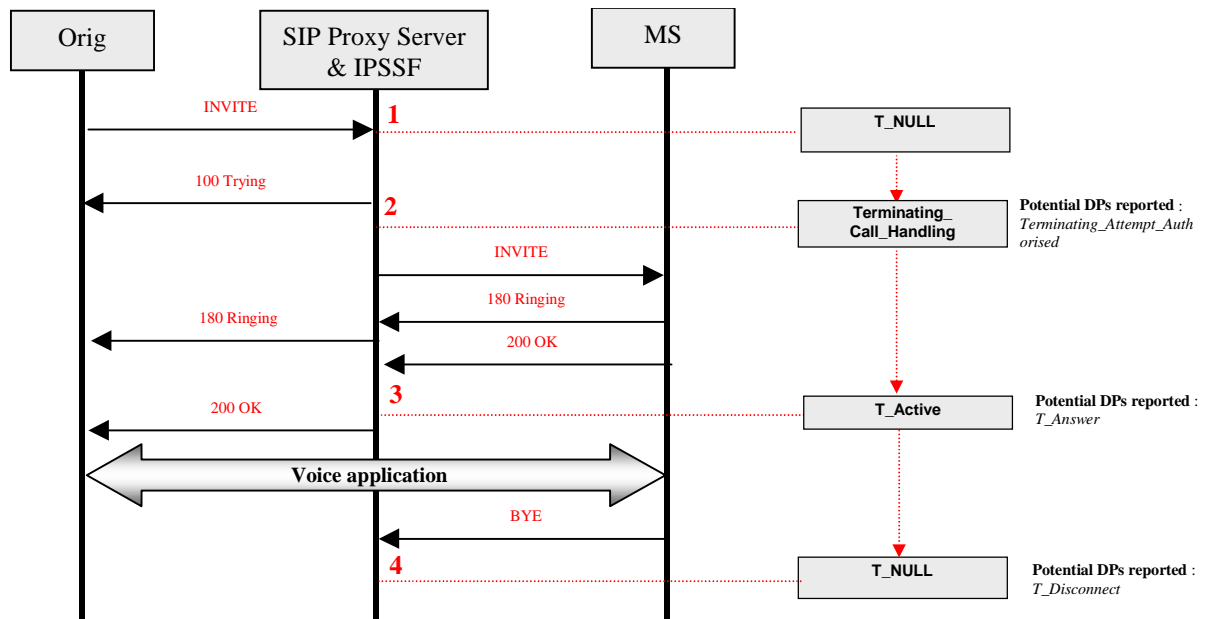 Orig
SIP Proxy Server
& IPSSF
MS
INVITE
1
T_NULL
100 Trying
2
Terminating_
Call_Handling
Potential DPs reported :
Terminating_Attempt_Auth
orised
INVITE
180 Ringing
180 Ringing
200 OK
3
200 OK
T_Active
Potential DPs reported :
T_Answer
Voice application
BYE
4
T_NULL
Potential DPs reported :
T_Disconnect